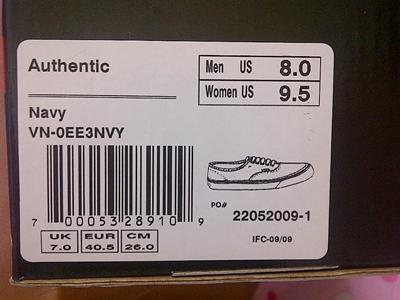 Authentic
Men US 8.0
Women US 9.5
Navy
VN-0EE3NVY
7 00053 28910 9
PO# 22052009-1
UK EUR CM
7.0 40.5 26.0
IFC-09/09